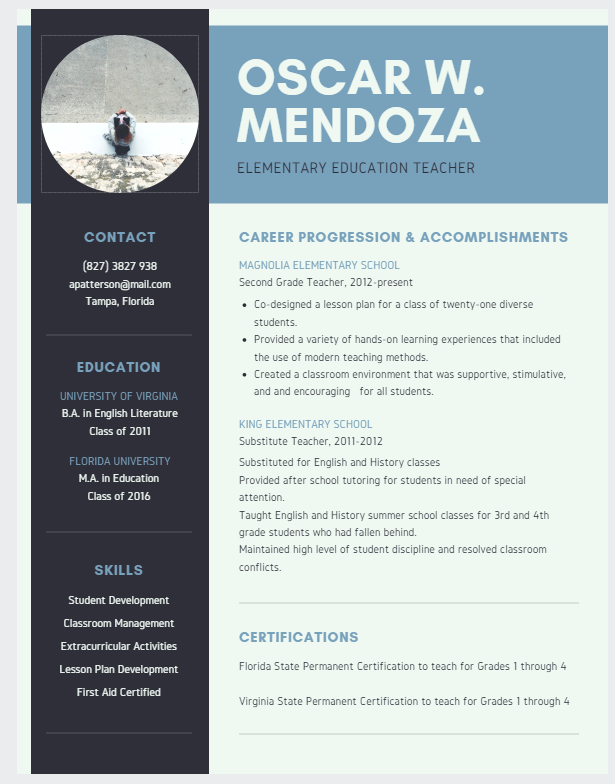 OSCAR W.
MENDOZA
ELEMENTARY EDUCATION TEACHER
CONTACT
(827) 3827 938
apatterson@mail.com
Tampa, Florida
EDUCATION
UNIVERSITY OF VIRGINIA
B.A. in English Literature
Class of 2011
FLORIDA UNIVERSITY
M.A. in Education
Class of 2016
SKILLS
Student Development
Classroom Management
Extracurricular Activities
Lesson Plan Development
First Aid Certified
CAREER PROGRESSION & ACCOMPLISHMENTS
MAGNOLIA ELEMENTARY SCHOOL
Second Grade Teacher, 2012-present
• Co-designed a lesson plan for a class of twenty-one diverse
students.
• Provided a variety of hands-on learning experiences that included
the use of modern teaching methods.
• Created a classroom environment that was supportive, stimulative,
and and encouraging for all students.
KING ELEMENTARY SCHOOL
Substitute Teacher, 2011-2012
Substituted for English and History classes
Provided after school tutoring for students in need of special
attention.
Taught English and History summer school classes for 3rd and 4th
grade students who had fallen behind.
Maintained high level of student discipline and resolved classroom
conflicts.
CERTIFICATIONS
Florida State Permanent Certification to teach for Grades 1 through 4
Virginia State Permanent Certification to teach for Grades 1 through 4